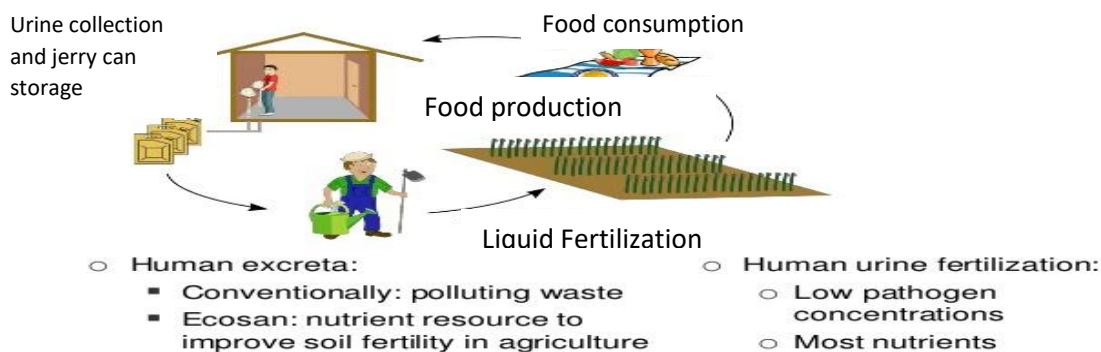 Urine collection
and jerry can
storage
Food consumption
Food production
Liquid Fertilization
○ Human excreta:
▪ Conventionally: polluting waste
▪ Ecosan: nutrient resource to
improve soil fertility in agriculture
○ Human urine fertilization:
○ Low pathogen
concentrations
○ Most nutrients